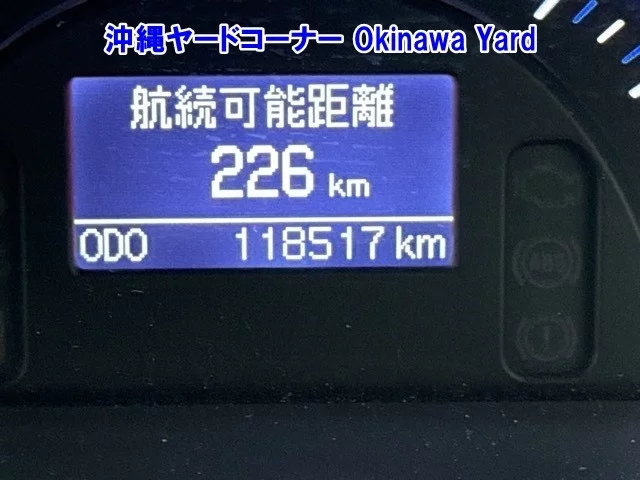 沖縄ヤードコーナー Okinawa Yard
航続可能距離
226 km
ODO 118517 km
ABS